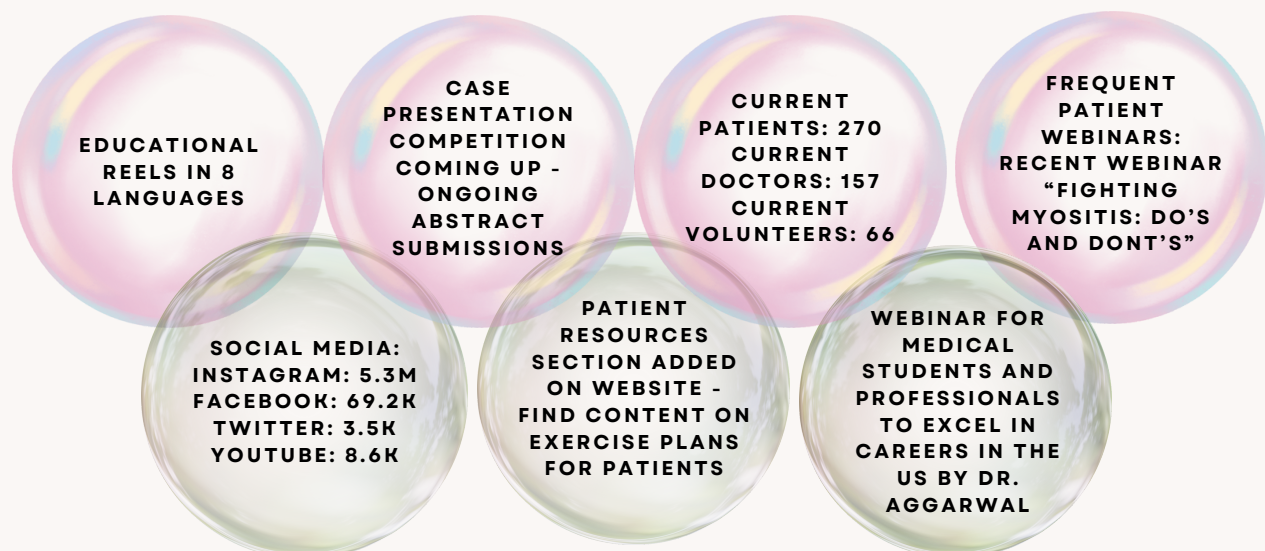 EDUCATIONAL
REELS IN 8
LANGUAGES
CASE
PRESENTATION
COMPETITION
COMING UP -
ONGOING
ABSTRACT
SUBMISSIONS
CURRENT
PATIENTS: 270
CURRENT
DOCTORS: 157
CURRENT
VOLUNTEERS: 66
FREQUENT
PATIENT
WEBINARS:
RECENT WEBINAR
“FIGHTING
MYOSITIS: DO’S
AND DONT’S”
SOCIAL MEDIA:
INSTAGRAM: 5.3M
FACEBOOK: 69.2K
TWITTER: 3.5K
YOUTUBE: 8.6K
PATIENT
RESOURCES
SECTION ADDED
ON WEBSITE -
FIND CONTENT ON
EXERCISE PLANS
FOR PATIENTS
WEBINAR FOR
MEDICAL
STUDENTS AND
PROFESSIONALS
TO EXCEL IN
CAREERS IN THE
US BY DR.
AGGARWAL